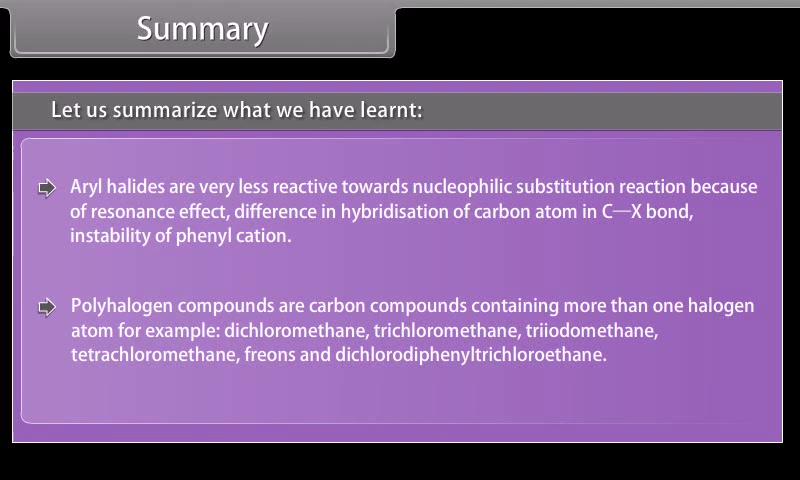 Summary
Let us summarize what we have learnt:
Aryl halides are very less reactive towards nucleophilic substitution reaction because
of resonance effect, difference in hybridisation of carbon atom in C—X bond,
instability of phenyl cation.
Polyhalogen compounds are carbon compounds containing more than one halogen
atom for example: dichloromethane, trichloromethane, triiodomethane,
tetrachloromethane, freons and dichlorodiphenyltrichloroethane.